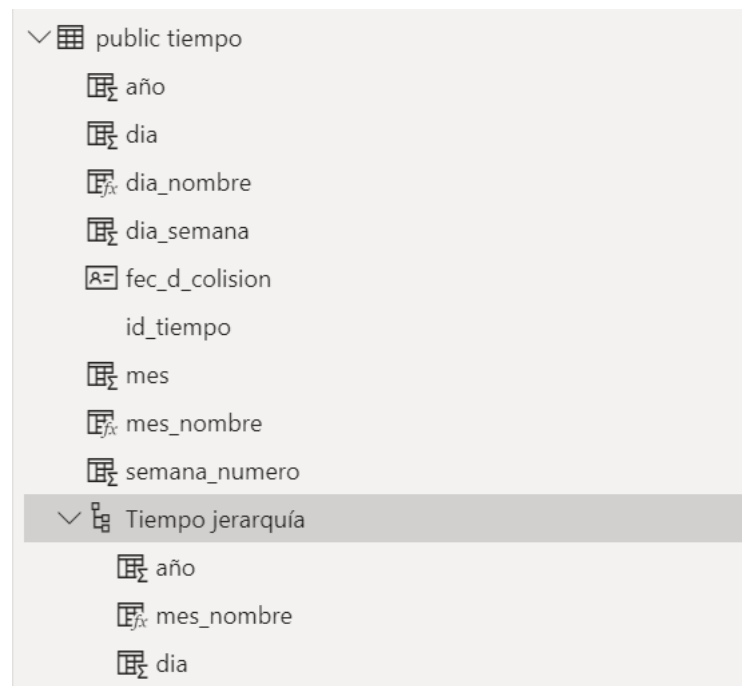 public tiempo
año
dia
dia_nombre
dia_semana
fec_d_colision
id_tiempo
mes
mes_nombre
semana_numero
Tiempo jerarquía
año
mes_nombre
dia